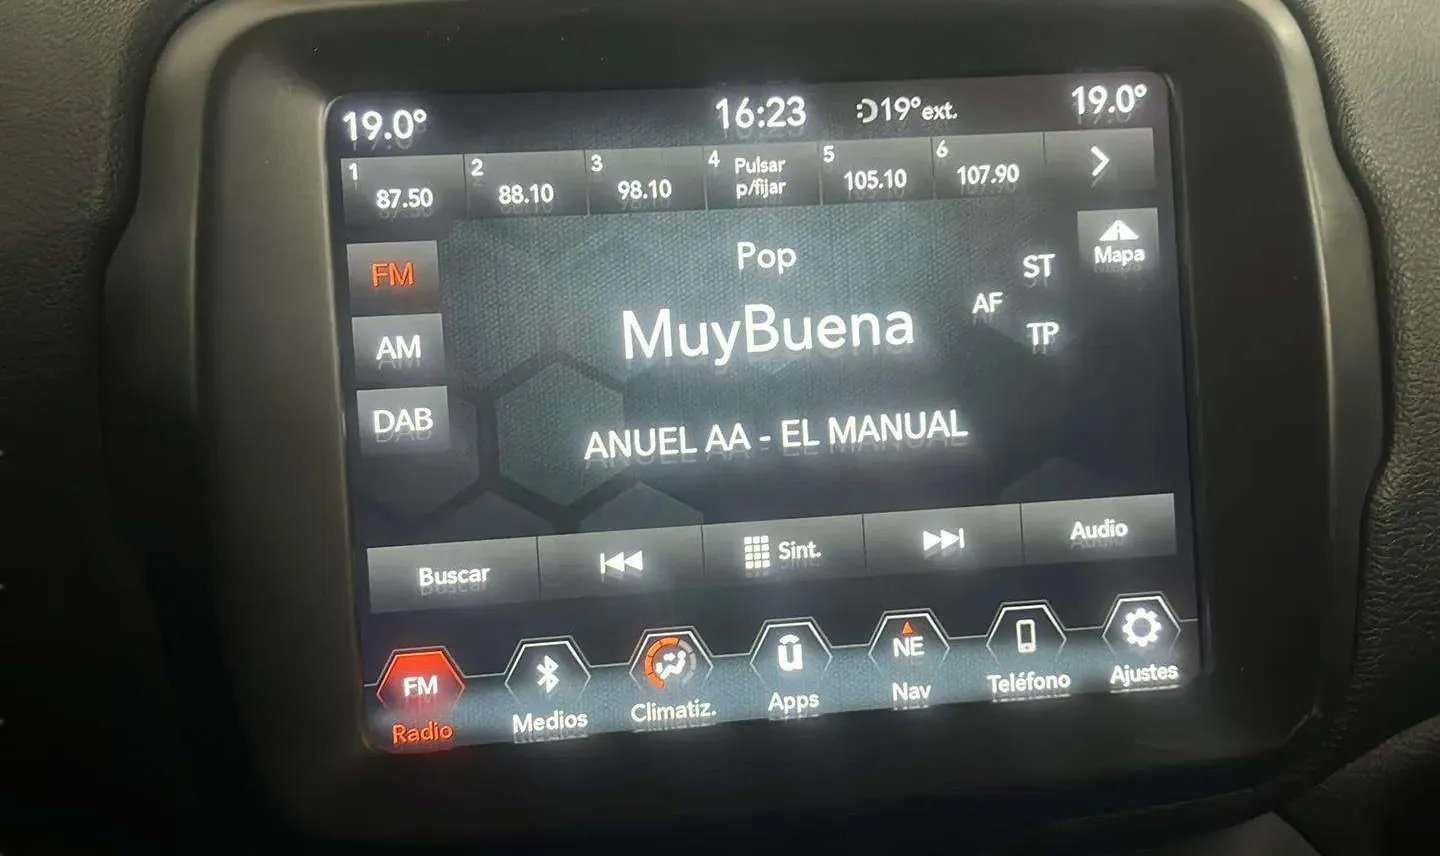 19.0° 16:23 19° ext. 19.0°
1 87.50 2 88.10 3 98.10 4 Pulsar p/fijar 5 105.10 6 107.90
FM
AM
DAB
Pop
MuyBuena
ANUEL AA - EL MANUAL
ST
AF
TP
Mapa
Buscar Sint. Audio
FM NE
Radio Medios Climatiz. Apps Nav Teléfono Ajustes